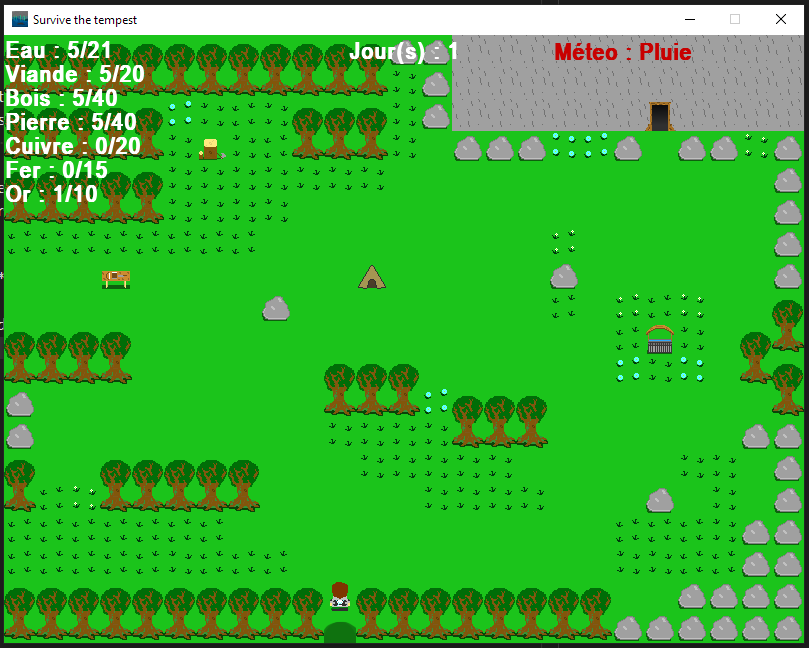 Survive the tempest
Eau : 5/21
Jour(s) : 1
Méteo : Pluie
Viande : 5/20
Bois : 5/40
Pierre : 5/40
Cuivre : 0/20
Fer : 0/15
Or : 1/10